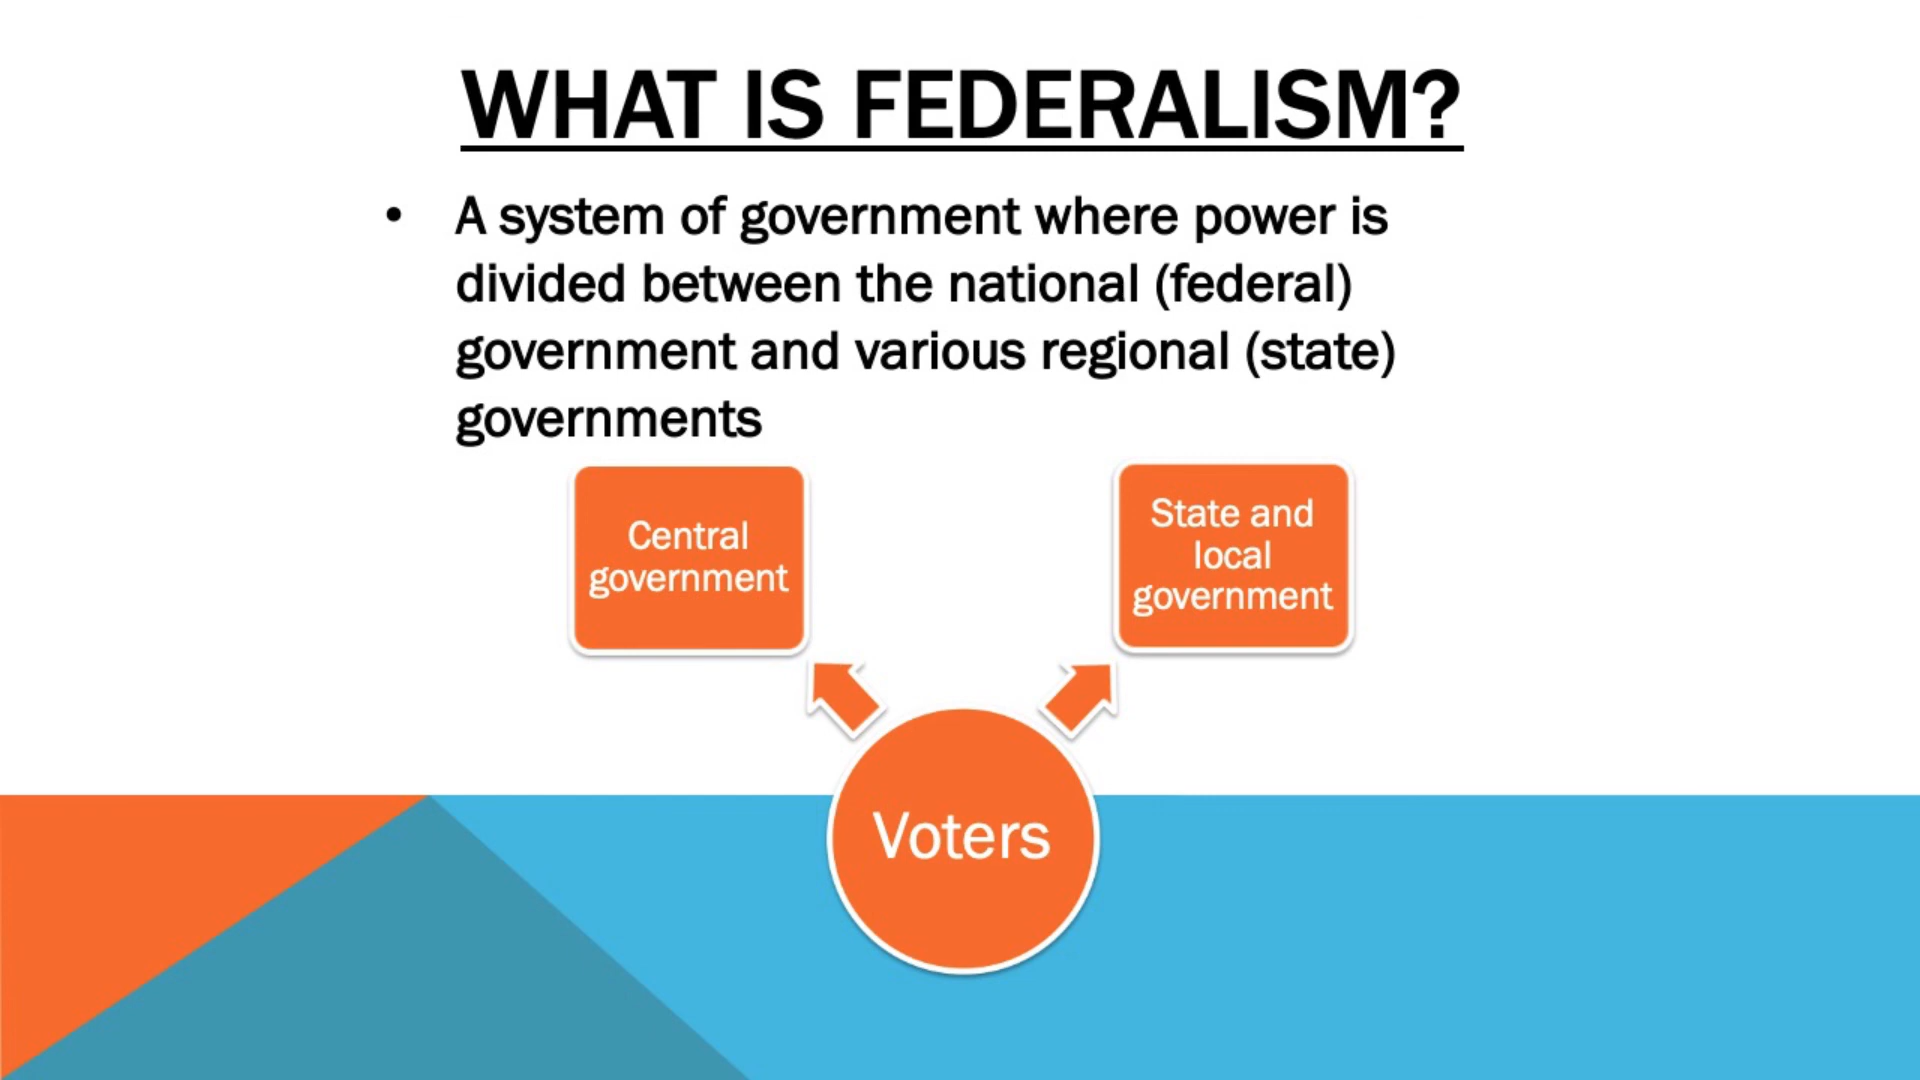 WHAT IS FEDERALISM?
• A system of government where power is
divided between the national (federal)
government and various regional (state)
governments
Central
government
State and
local
government
Voters